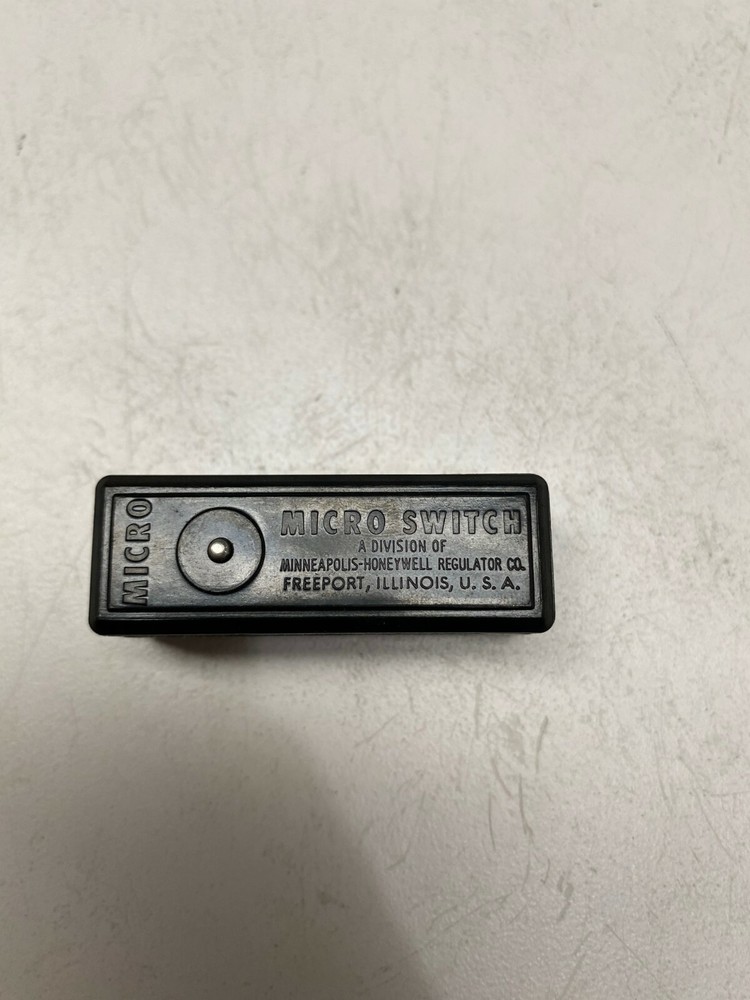 MICRO
MICRO SWITCH
A DIVISION OF
MINNEAPOLIS-HONEYWELL REGULATOR CO.
FREEPORT, ILLINOIS, U. S. A.